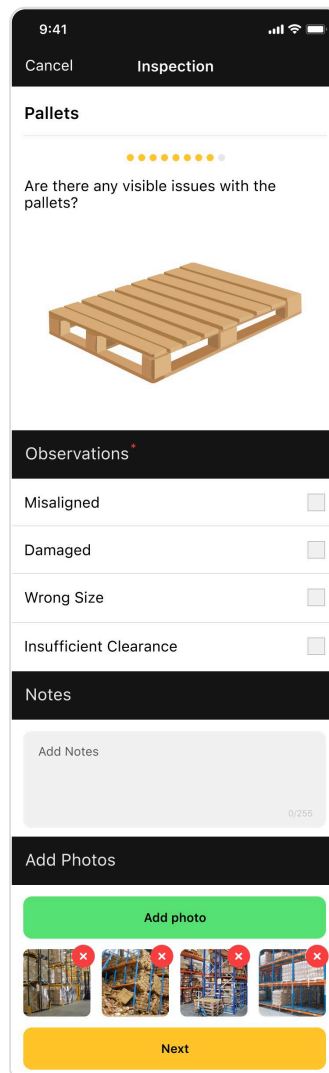 9:41
Cancel
Inspection
Pallets
Are there any visible issues with the
pallets?
Observations*
Misaligned
Damaged
Wrong Size
Insufficient Clearance
Notes
Add Notes
0/255
Add Photos
Add photo
Next